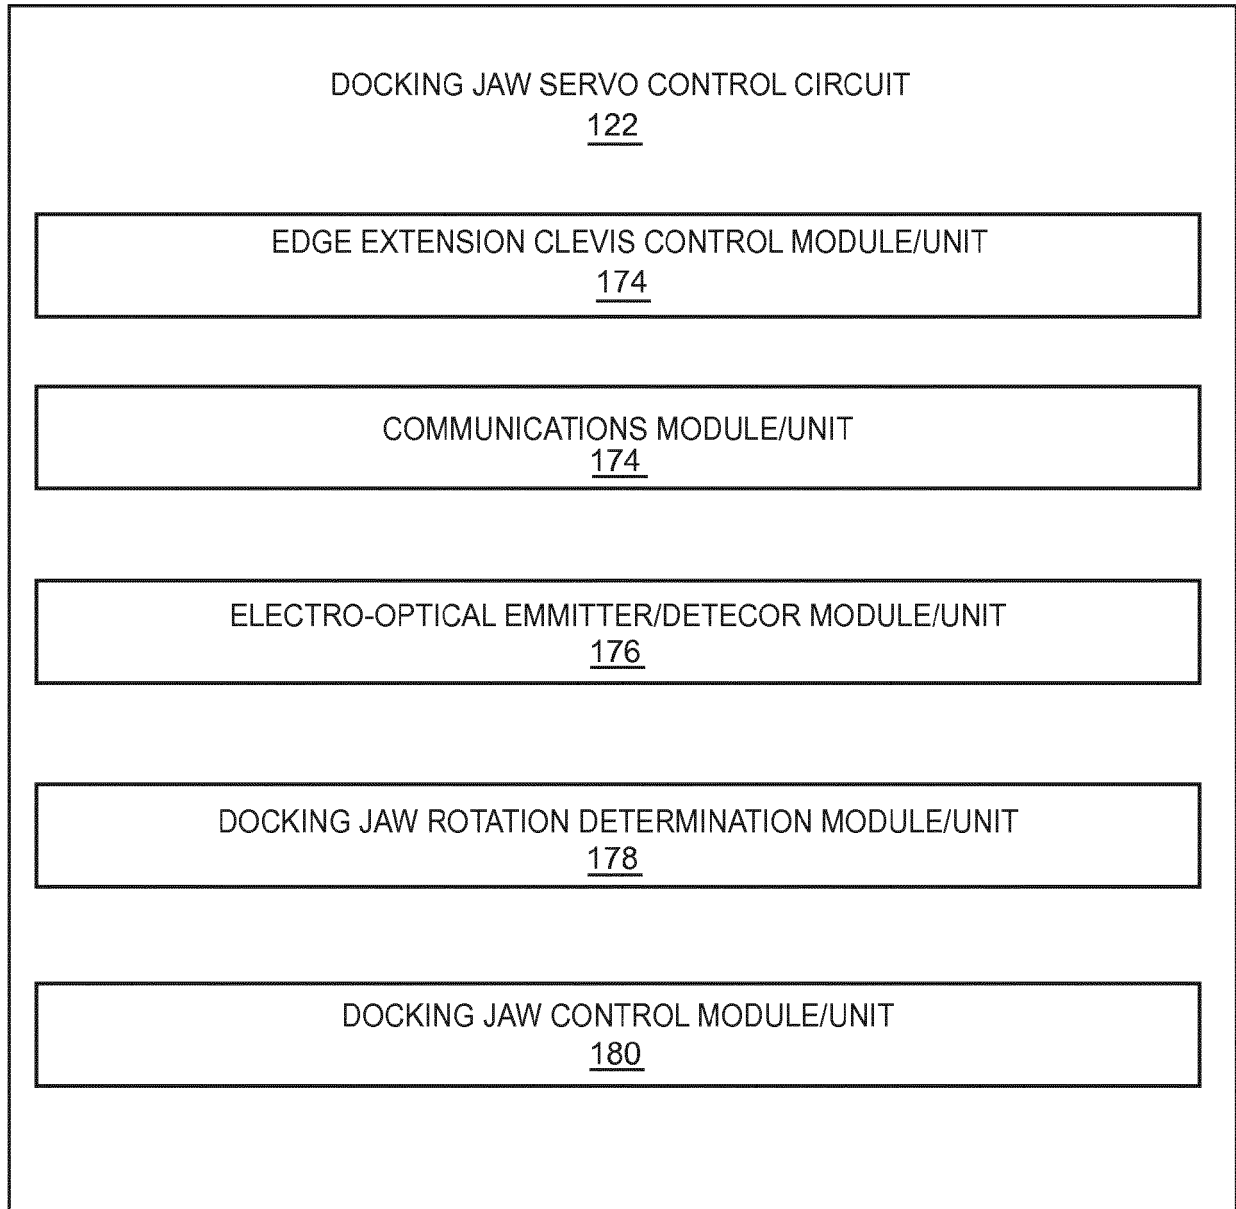 DOCKING JAW SERVO CONTROL CIRCUIT
122
EDGE EXTENSION CLEVIS CONTROL MODULE/UNIT
174
COMMUNICATIONS MODULE/UNIT
174
ELECTRO-OPTICAL EMMITTER/DETECOR MODULE/UNIT
176
DOCKING JAW ROTATION DETERMINATION MODULE/UNIT
178
DOCKING JAW CONTROL MODULE/UNIT
180